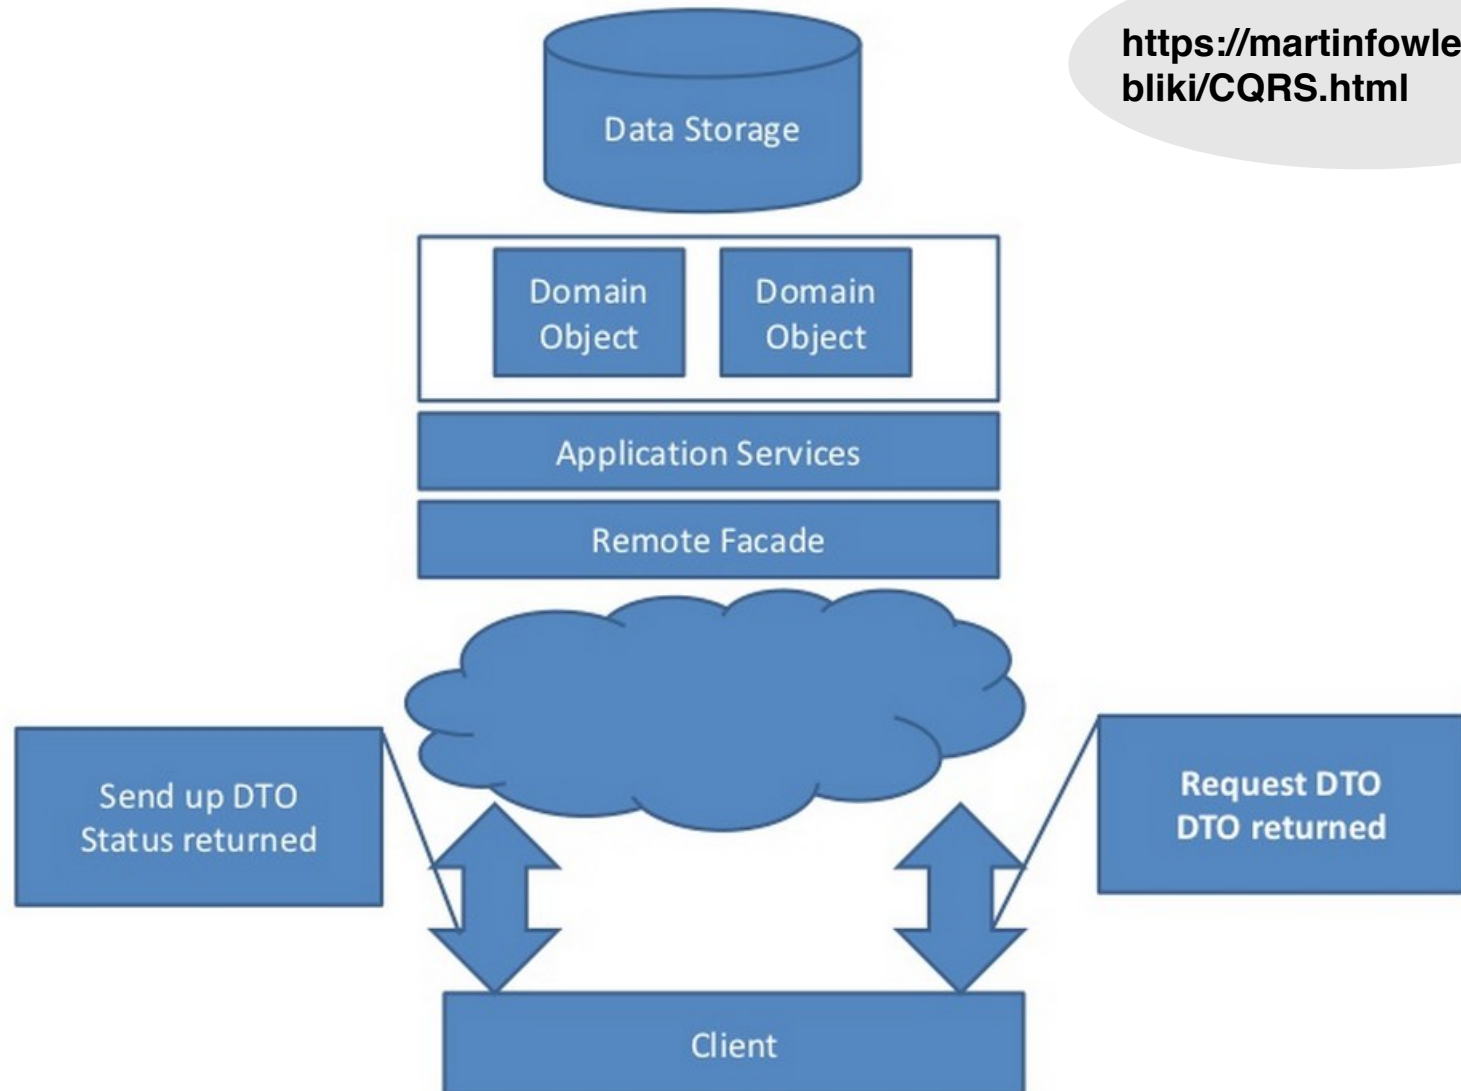 https://martinfowle
bliki/CQRS.html
Data Storage
Domain
Object
Domain
Object
Application Services
Remote Facade
Send up DTO
Status returned
Request DTO
DTO returned
Client